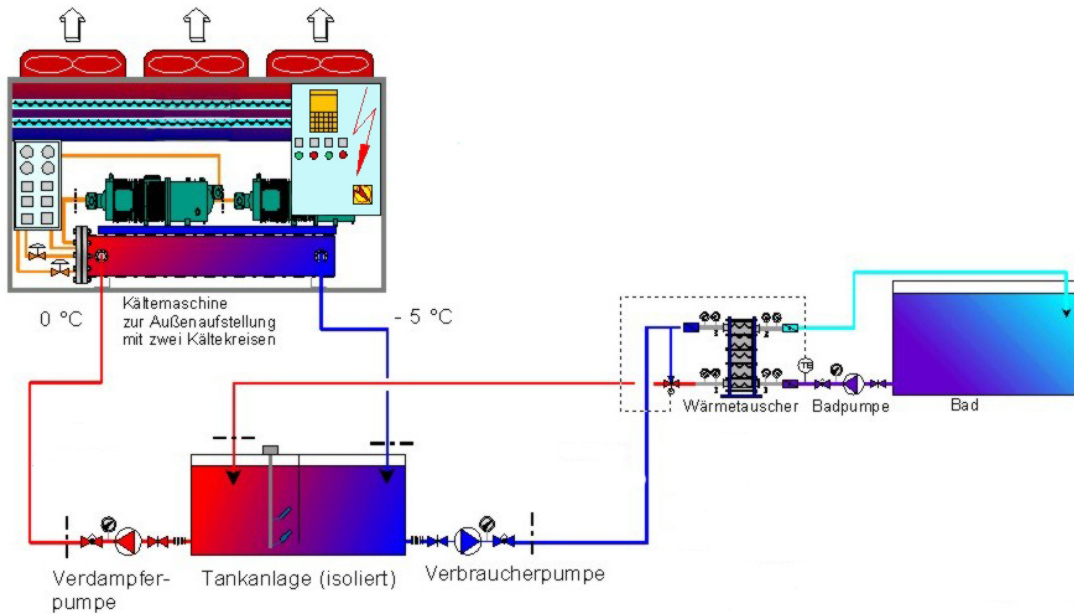 0 °C
Kältemaschine
zur Außenaufstellung
mit zwei Kältekreisen
- 5 °C
TE
Wärmetauscher
Badpumpe
Bad
Verdampfer-
pumpe
Tankanlage (isoliert)
Verbraucherpumpe